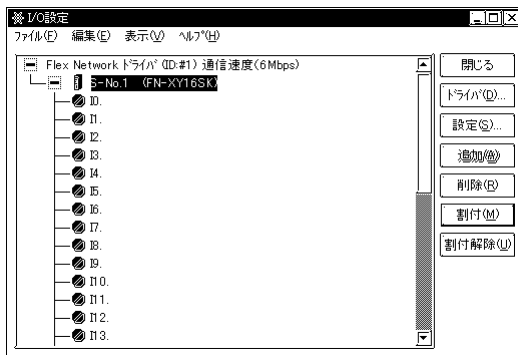 I/O設定
ファイル(F) 編集(E) 表示(V) ヘルプ(H)
Flex Network ドライバ (ID:#1) 通信速度(6Mbps)
S-No.1 (FN-XY16SK)
I0.
I1.
I2.
I3.
I4.
I5.
I6.
I7.
I8.
I9.
I10.
I11.
I12.
I13.
閉じる
ドライバ(D)...
設定(S)...
追加(A)
削除(R)
割付(M)
割付解除(U)